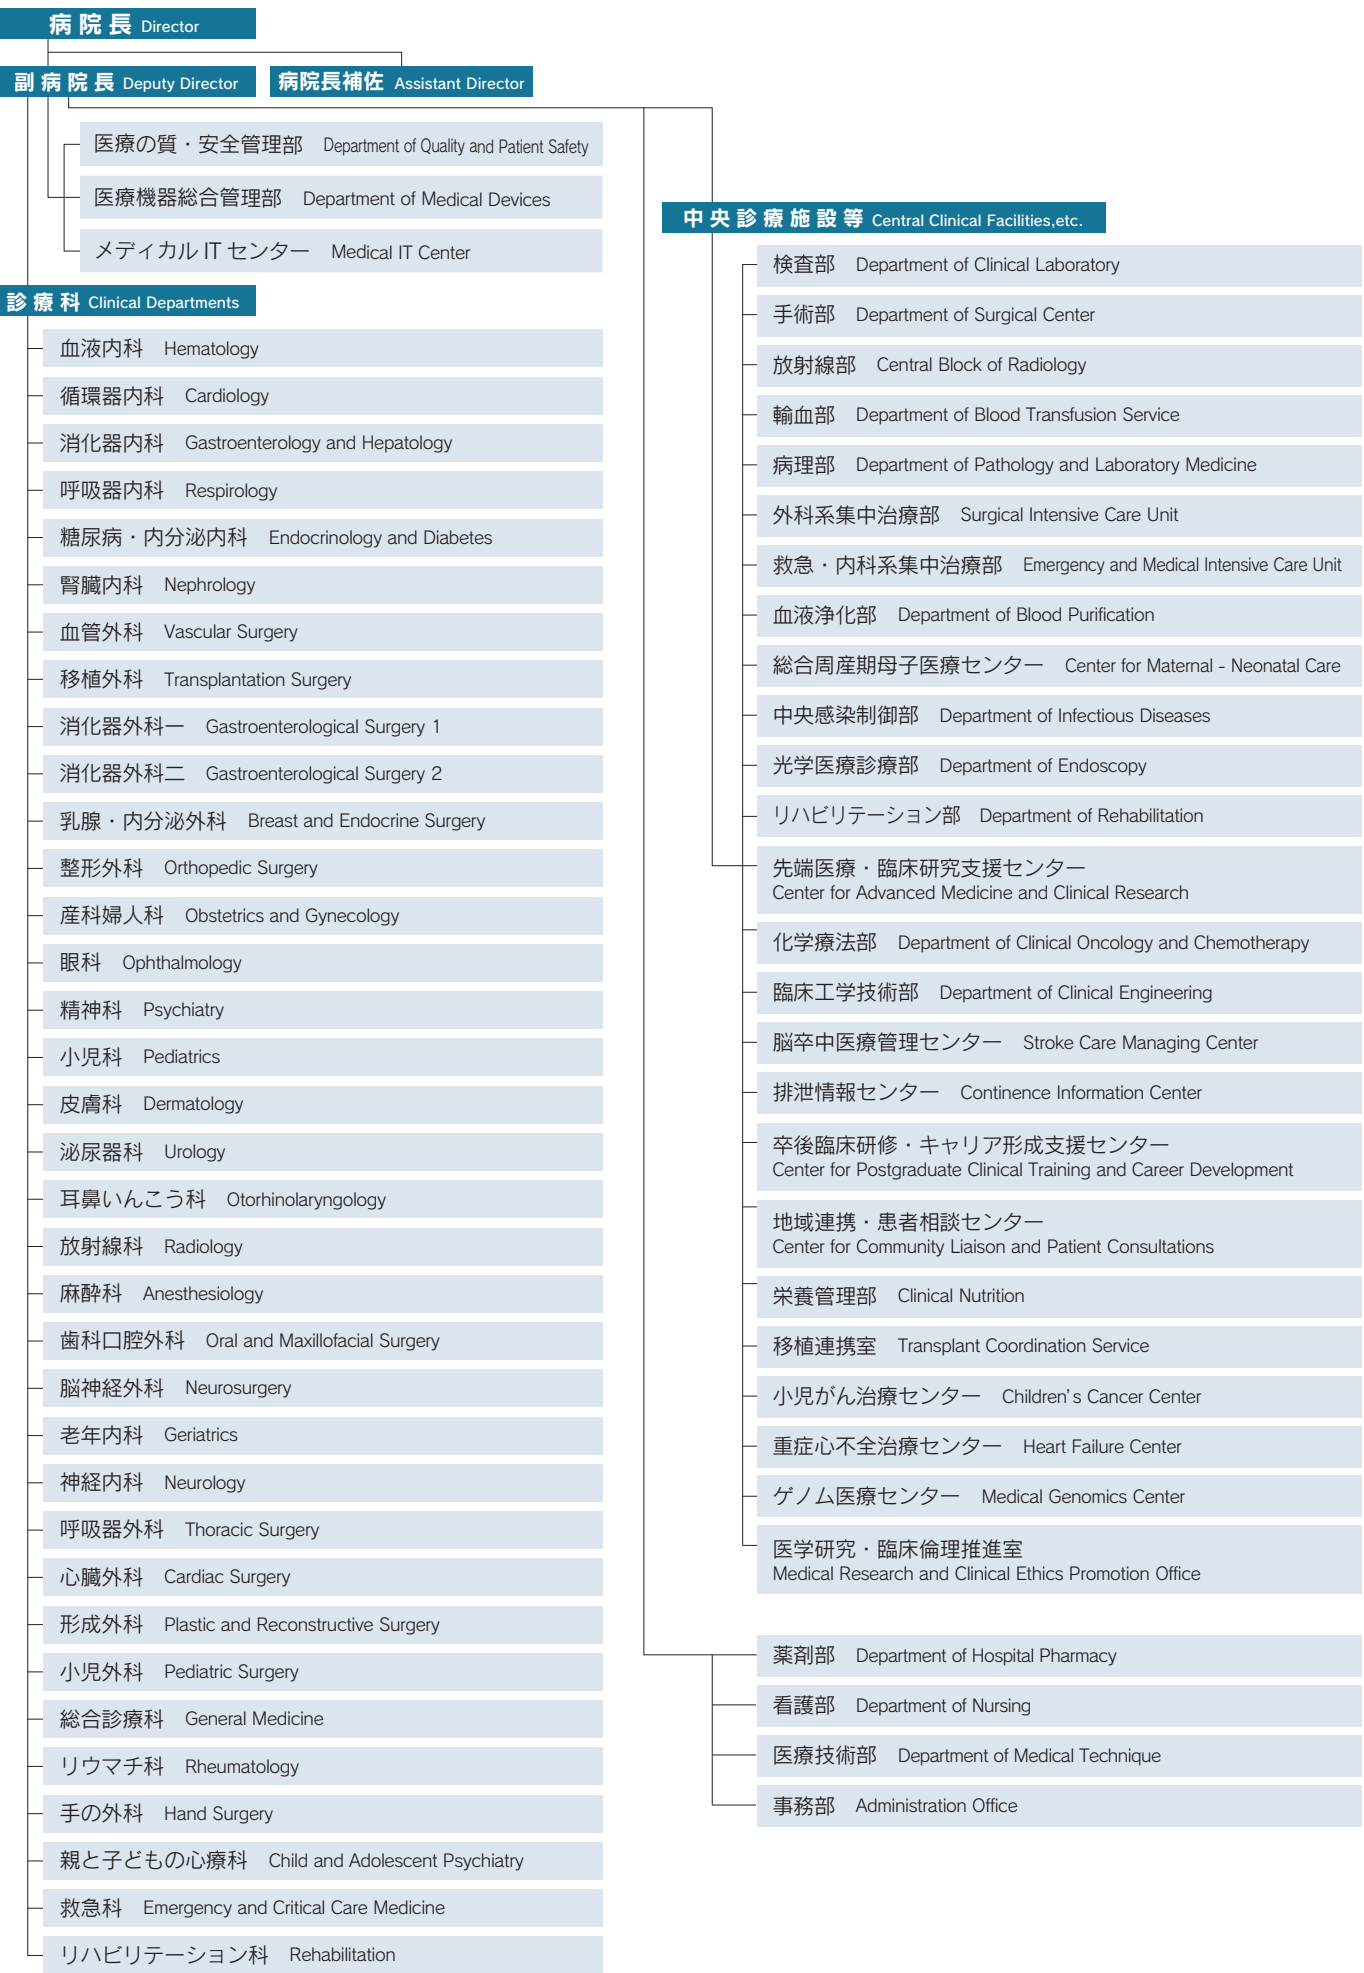 病院長 Director
副病院長 Deputy Director
病院長補佐 Assistant Director
医療の質・安全管理部 Department of Quality and Patient Safety
医療機器総合管理部 Department of Medical Devices
メディカル IT センター Medical IT Center
診療科 Clinical Departments
血液内科 Hematology
循環器内科 Cardiology
消化器内科 Gastroenterology and Hepatology
呼吸器内科 Respirology
糖尿病・内分泌内科 Endocrinology and Diabetes
腎臓内科 Nephrology
血管外科 Vascular Surgery
移植外科 Transplantation Surgery
消化器外科一 Gastroenterological Surgery 1
消化器外科二 Gastroenterological Surgery 2
乳腺・内分泌外科 Breast and Endocrine Surgery
整形外科 Orthopedic Surgery
産科婦人科 Obstetrics and Gynecology
眼科 Ophthalmology
精神科 Psychiatry
小児科 Pediatrics
皮膚科 Dermatology
泌尿器科 Urology
耳鼻いんこう科 Otorhinolaryngology
放射線科 Radiology
麻酔科 Anesthesiology
歯科口腔外科 Oral and Maxillofacial Surgery
脳神経外科 Neurosurgery
老年内科 Geriatrics
神経内科 Neurology
呼吸器外科 Thoracic Surgery
心臓外科 Cardiac Surgery
形成外科 Plastic and Reconstructive Surgery
小児外科 Pediatric Surgery
総合診療科 General Medicine
リウマチ科 Rheumatology
手の外科 Hand Surgery
親と子どもの心療科 Child and Adolescent Psychiatry
救急科 Emergency and Critical Care Medicine
リハビリテーション科 Rehabilitation
中央診療施設等 Central Clinical Facilities,etc.
検査部 Department of Clinical Laboratory
手術部 Department of Surgical Center
放射線部 Central Block of Radiology
輸血部 Department of Blood Transfusion Service
病理部 Department of Pathology and Laboratory Medicine
外科系集中治療部 Surgical Intensive Care Unit
救急・内科系集中治療部 Emergency and Medical Intensive Care Unit
血液浄化部 Department of Blood Purification
総合周産期母子医療センター Center for Maternal - Neonatal Care
中央感染制御部 Department of Infectious Diseases
光学医療診療部 Department of Endoscopy
リハビリテーション部 Department of Rehabilitation
先端医療・臨床研究支援センター
Center for Advanced Medicine and Clinical Research
化学療法部 Department of Clinical Oncology and Chemotherapy
臨床工学技術部 Department of Clinical Engineering
脳卒中医療管理センター Stroke Care Managing Center
排泄情報センター Continence Information Center
卒後臨床研修・キャリア形成支援センター
Center for Postgraduate Clinical Training and Career Development
地域連携・患者相談センター
Center for Community Liaison and Patient Consultations
栄養管理部 Clinical Nutrition
移植連携室 Transplant Coordination Service
小児がん治療センター Children's Cancer Center
重症心不全治療センター Heart Failure Center
ゲノム医療センター Medical Genomics Center
医学研究・臨床倫理推進室
Medical Research and Clinical Ethics Promotion Office
薬剤部 Department of Hospital Pharmacy
看護部 Department of Nursing
医療技術部 Department of Medical Technique
事務部 Administration Office